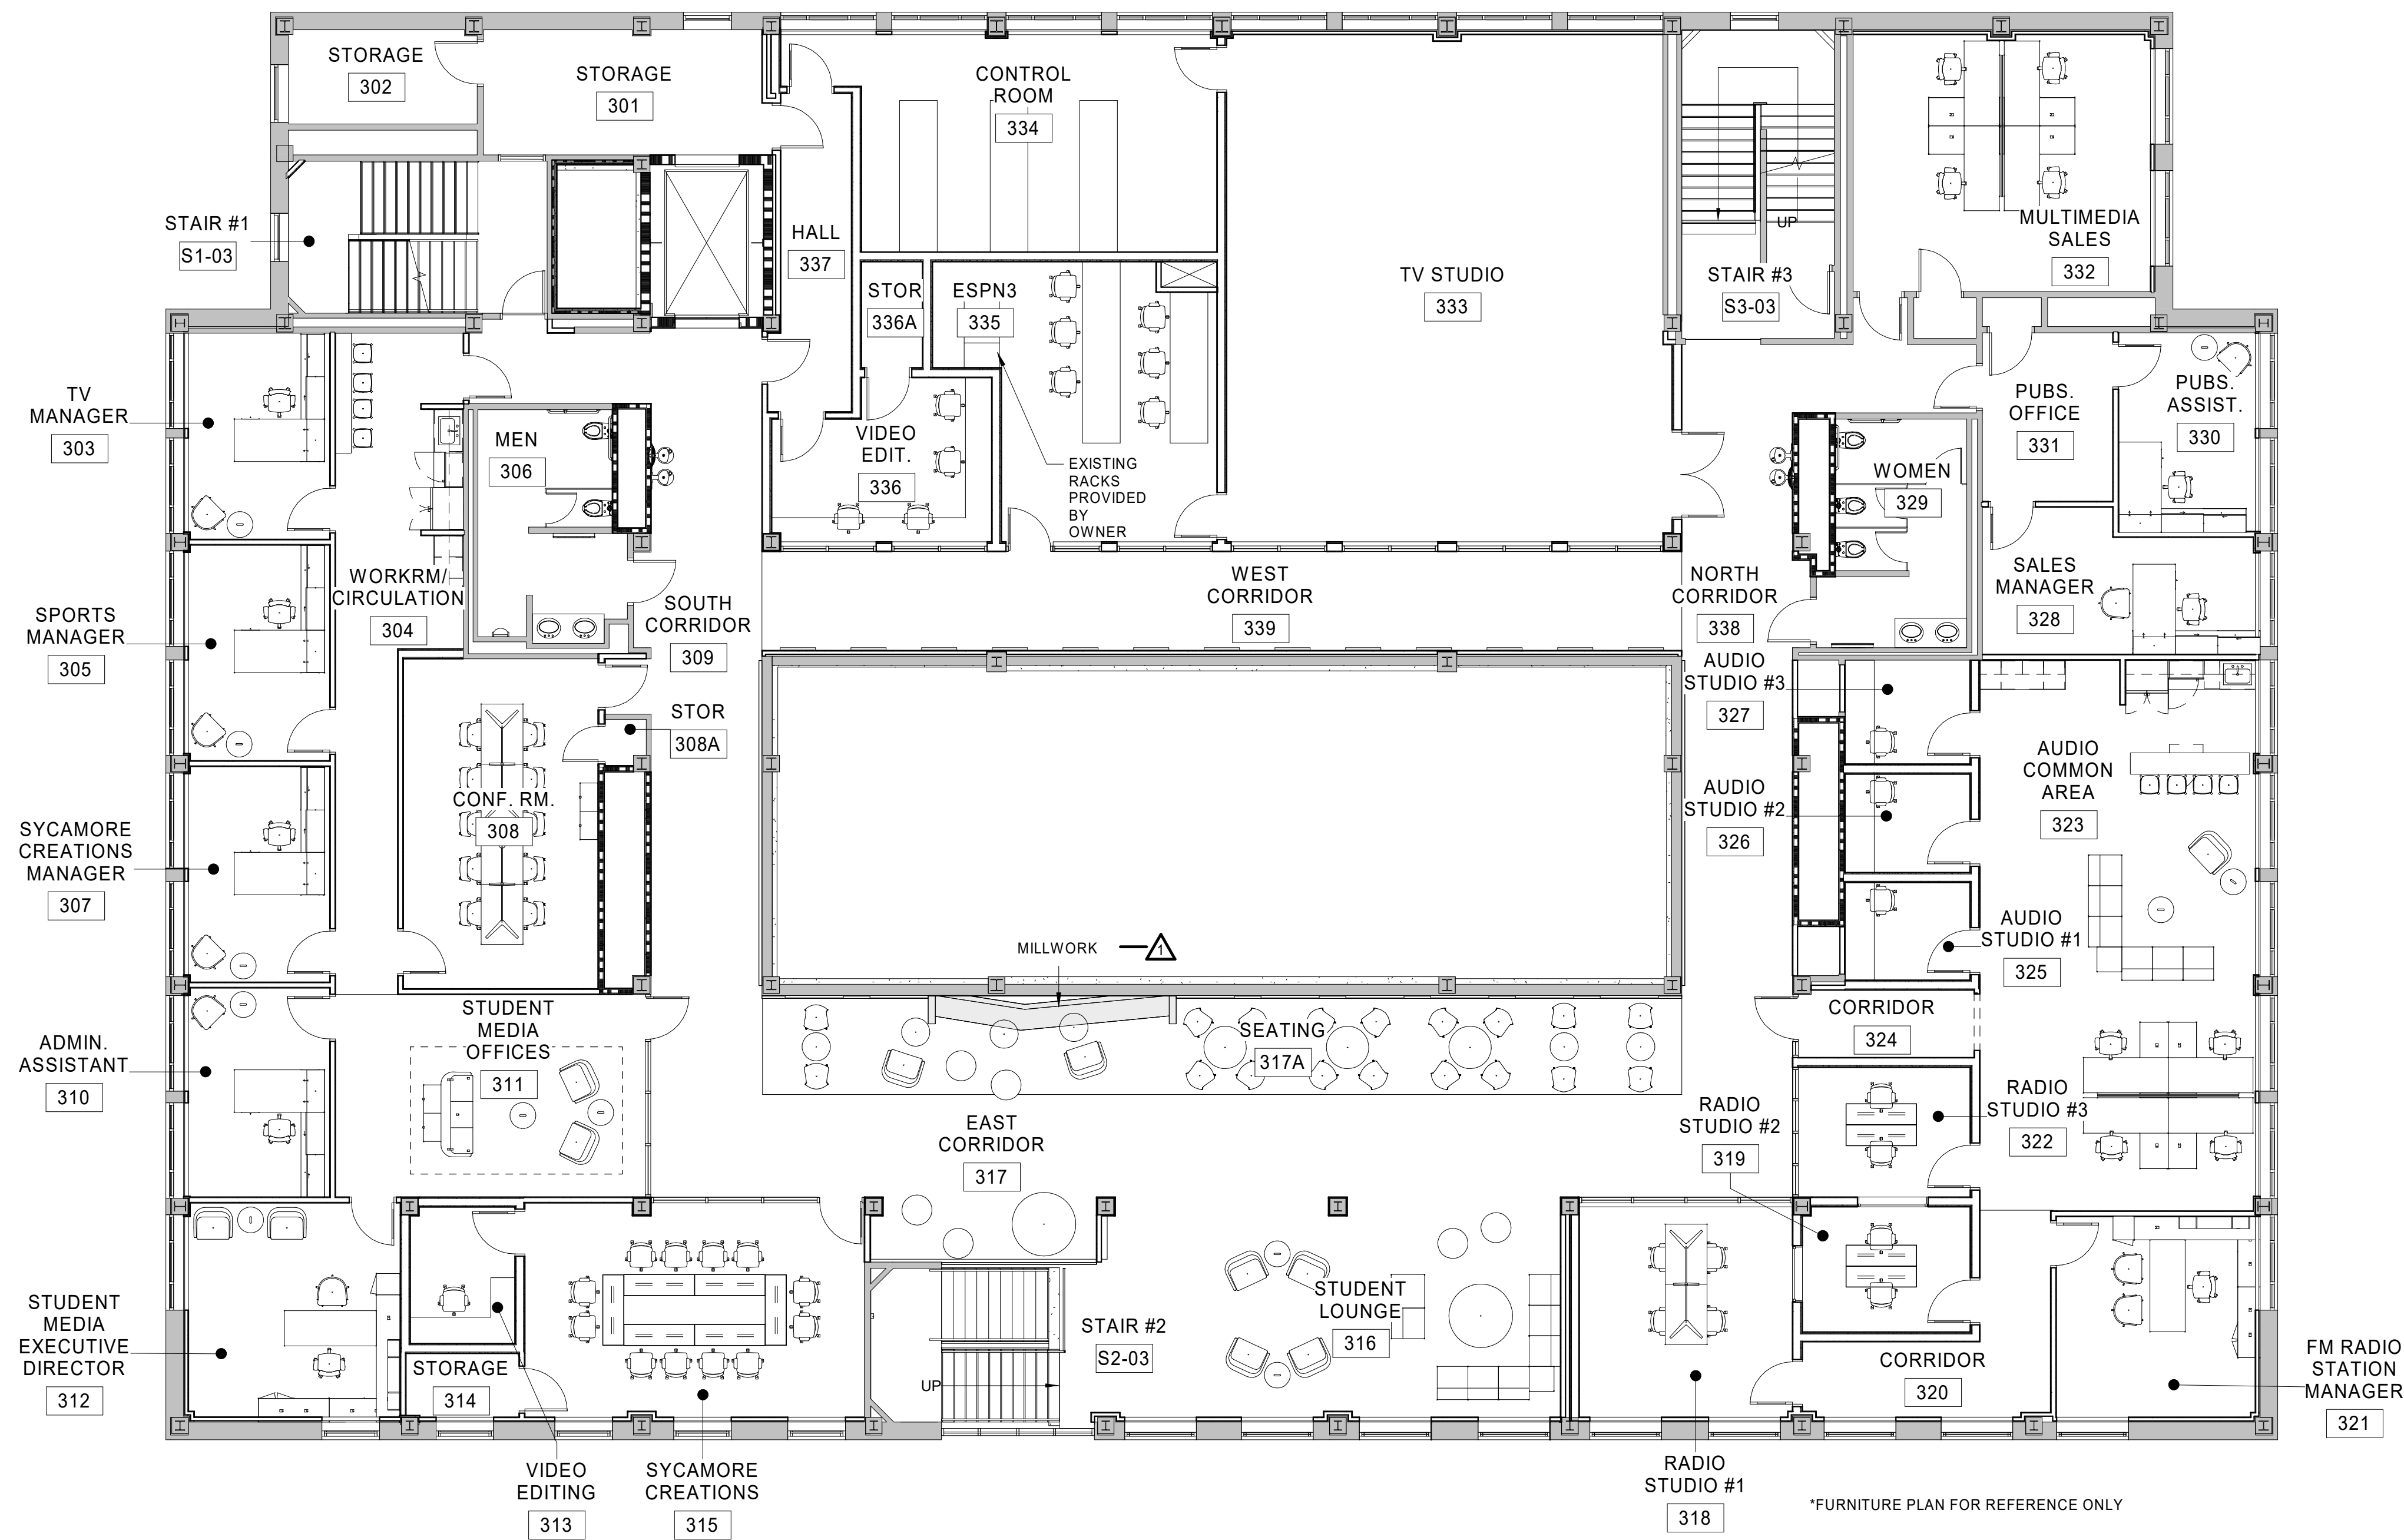 STORAGE
302
STORAGE
301
CONTROL
ROOM
334
STAIR #1
S1-03
HALL
337
STOR
336A
ESPN3
335
TV STUDIO
333
UP
STAIR #3
S3-03
MULTIMEDIA
SALES
332
TV
MANAGER
303
MEN
306
VIDEO
EDIT.
336
EXISTING
RACKS
PROVIDED
BY
OWNER
WOMEN
329
PUBS.
OFFICE
331
PUBS.
ASSIST.
330
SPORTS
MANAGER
305
WORKRM/
CIRCULATION
304
SOUTH
CORRIDOR
309
WEST
CORRIDOR
339
NORTH
CORRIDOR
338
SALES
MANAGER
328
STOR
308A
AUDIO
STUDIO #3
327
SYCAMORE
CREATIONS
MANAGER
307
CONF. RM.
308
AUDIO
STUDIO #2
326
AUDIO
COMMON
AREA
323
MILLWORK
1
AUDIO
STUDIO #1
325
ADMIN.
ASSISTANT
310
STUDENT
MEDIA
OFFICES
311
SEATING
317A
CORRIDOR
324
EAST
CORRIDOR
317
RADIO
STUDIO #2
319
RADIO
STUDIO #3
322
STUDENT
MEDIA
EXECUTIVE
DIRECTOR
312
STORAGE
314
UP
STAIR #2
S2-03
STUDENT
LOUNGE
316
CORRIDOR
320
FM RADIO
STATION
MANAGER
321
VIDEO
EDITING
313
SYCAMORE
CREATIONS
315
RADIO
STUDIO #1
318
*FURNITURE PLAN FOR REFERENCE ONLY